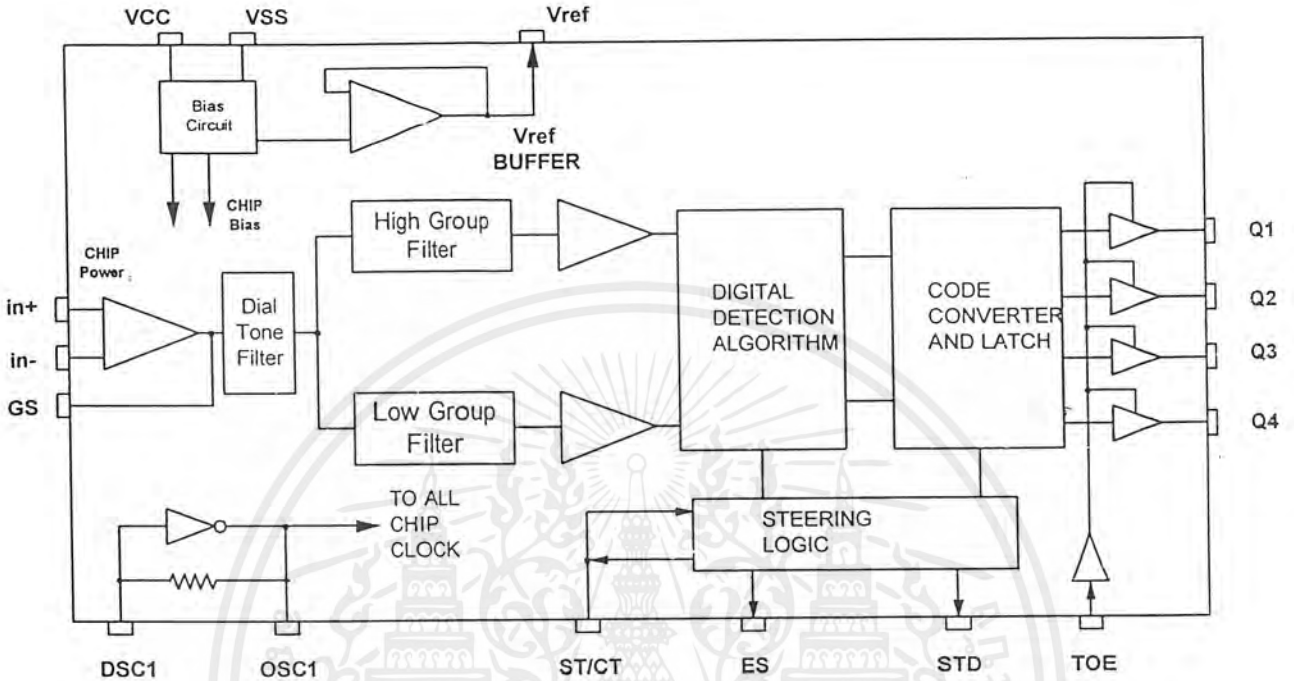 VCC
VSS
Vref
Bias
Circuit
Vref
BUFFER
CHIP
Bias
CHIP
Power
High Group
Filter
in+
in-
GS
Dial
Tone
Filter
DIGITAL
DETECTION
ALGORITHM
CODE
CONVERTER
AND LATCH
Q1
Q2
Q3
Q4
Low Group
Filter
TO ALL
CHIP
CLOCK
STEERING
LOGIC
DSC1
OSC1
ST/CT
ES
STD
TOE